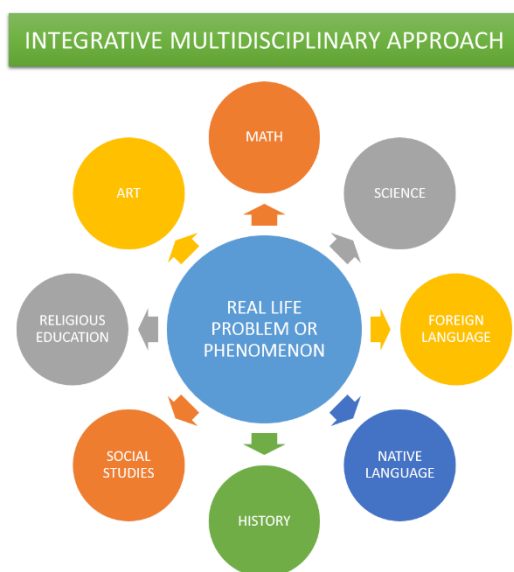 INTEGRATIVE MULTIDISCIPLINARY APPROACH
MATH
SCIENCE
FOREIGN
LANGUAGE
NATIVE
LANGUAGE
HISTORY
SOCIAL
STUDIES
RELIGIOUS
EDUCATION
ART
REAL LIFE
PROBLEM OR
PHENOMENON